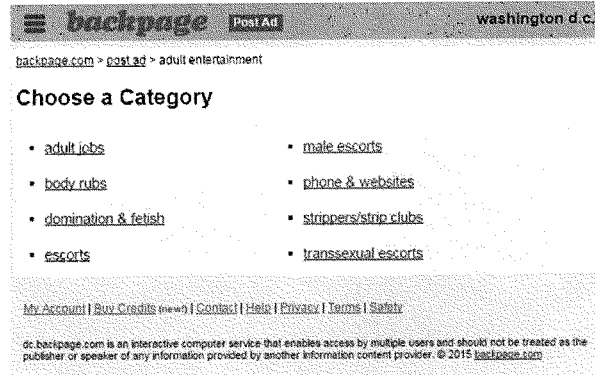 backpage Post Ad washington d.c.
backpage.com > post ad > adult entertainment
Choose a Category
adult jobs
body rubs
domination & fetish
escorts
male escorts
phone & websites
strippers/strip clubs
transsexual escorts
My Account | Buy Credits (new!) | Contact | Help | Privacy | Terms | Safety
dc.backpage.com is an interactive computer service that enables access by multiple users and should not be treated as the
publisher or speaker of any information provided by another information content provider. © 2015 backpage.com